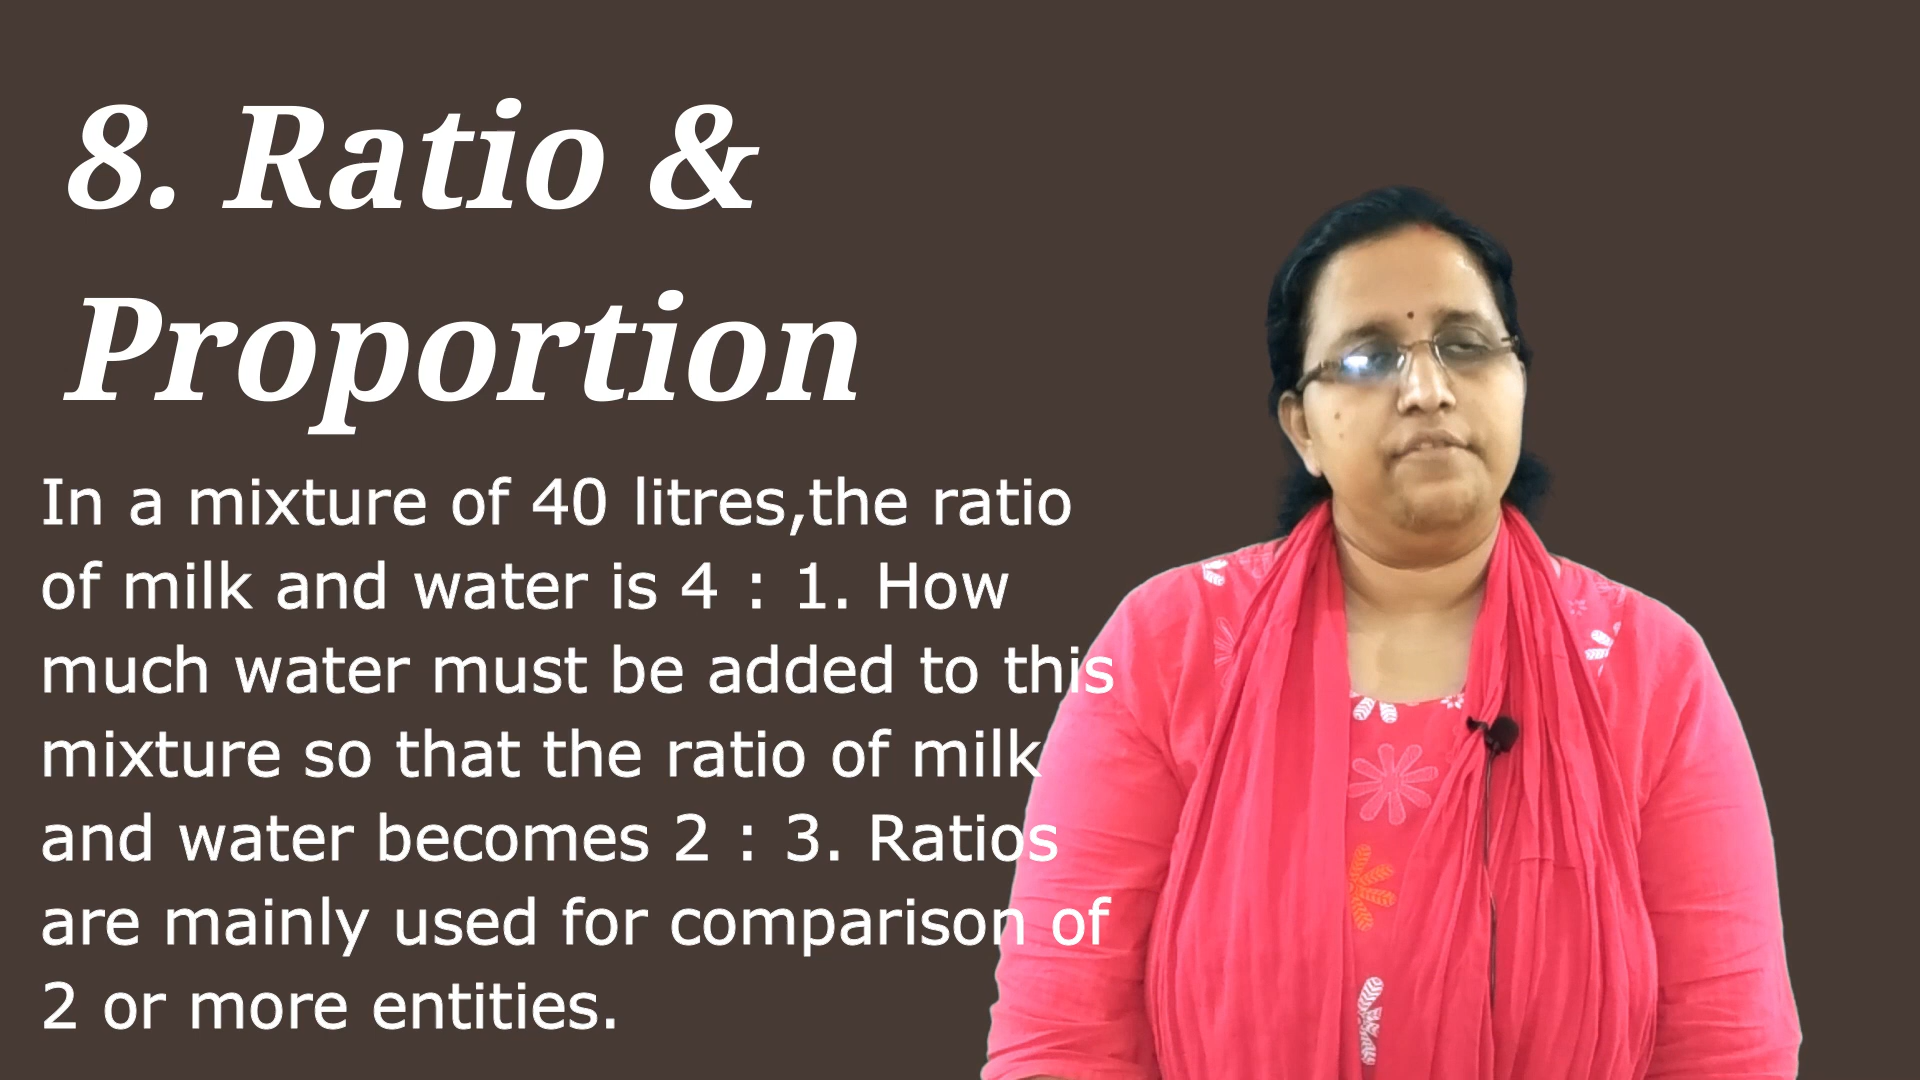 8. Ratio &
Proportion
In a mixture of 40 litres,the ratio
of milk and water is 4 : 1. How
much water must be added to this
mixture so that the ratio of milk
and water becomes 2 : 3. Ratios
are mainly used for comparison of
2 or more entities.